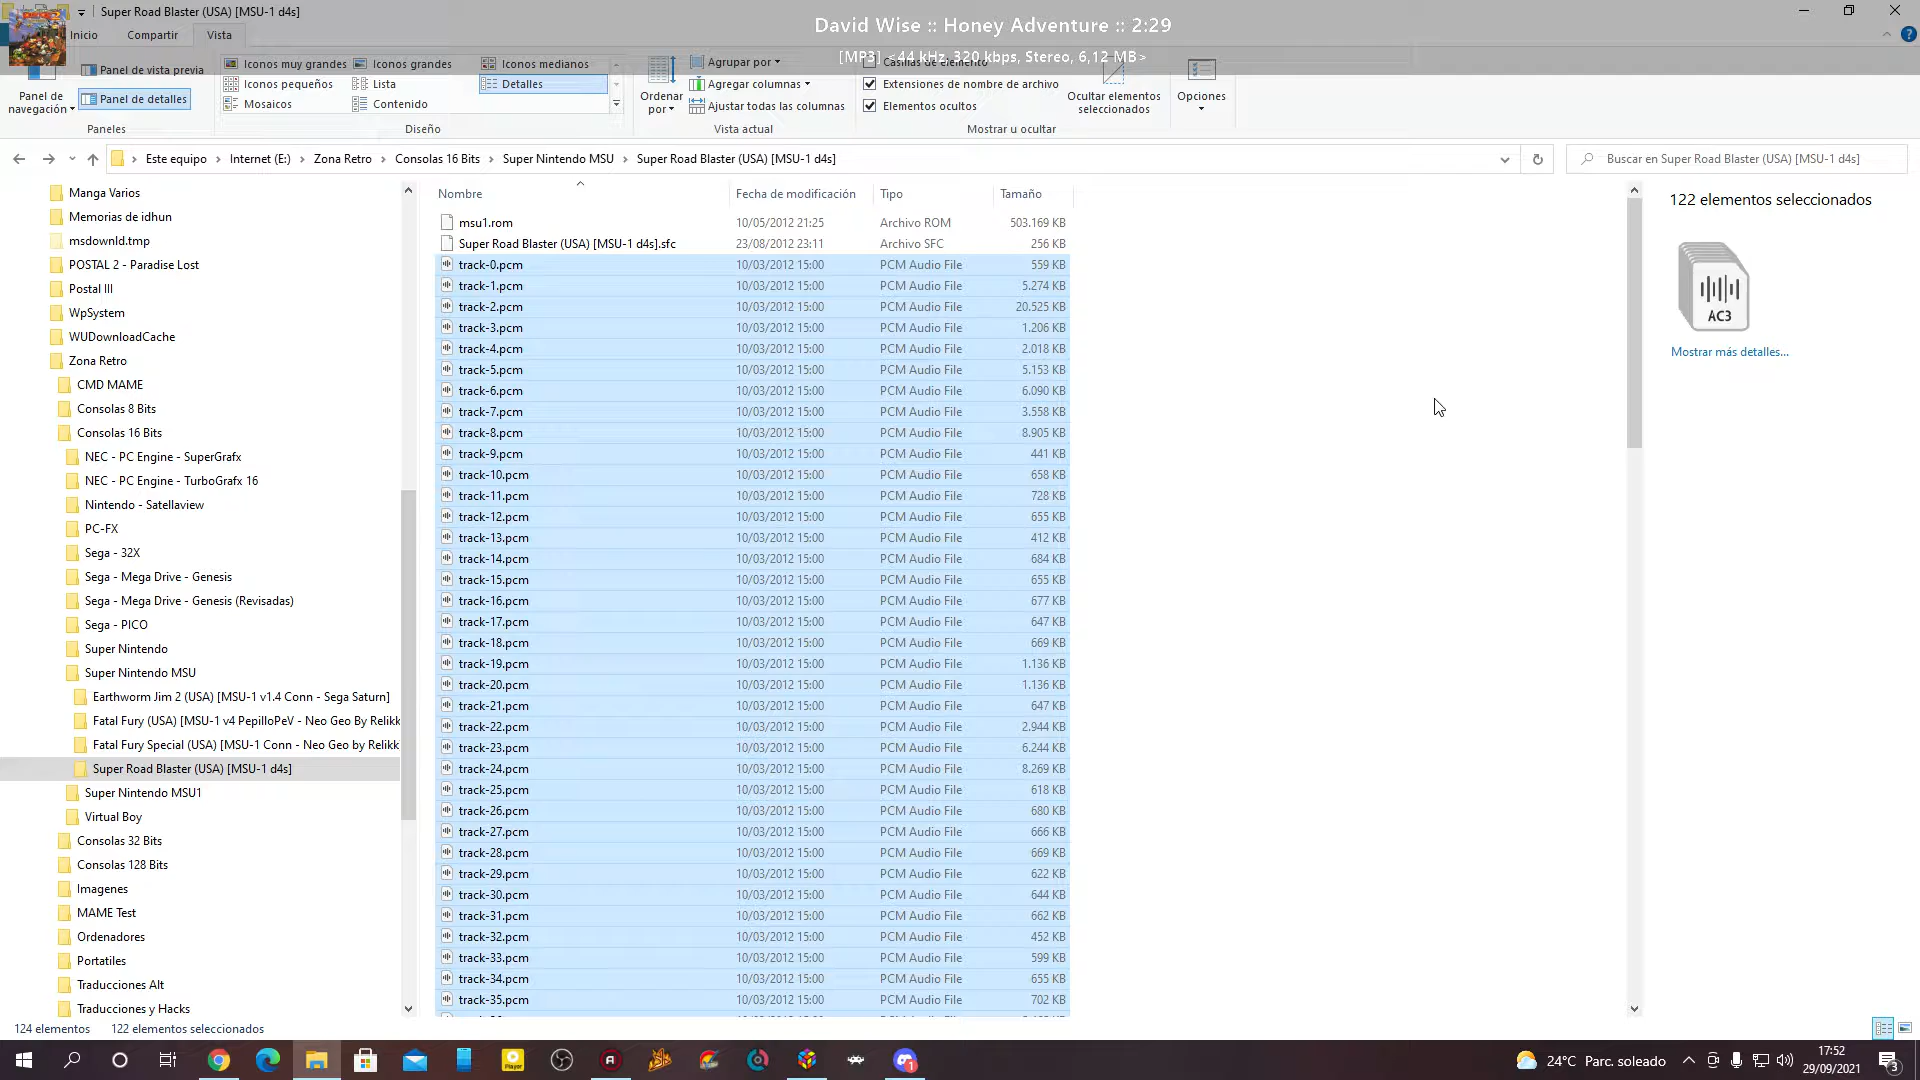 Super Road Blaster (USA) [MSU-1 d4s]
David Wise :: Honey Adventure :: 2:29
[MP3] <44 kHz, 320 kbps, Stereo, 6,12 MB>
Inicio Compartir Vista
Panel de navegación
Panel de vista previa
Panel de detalles
Paneles
Iconos muy grandes Iconos grandes Iconos medianos
Iconos pequeños Lista Detalles
Mosaicos Contenido
Diseño
Ordenar por
Agrupar por
Agregar columnas
Ajustar todas las columnas
Vista actual
Extensiones de nombre de archivo
Elementos ocultos
Ocultar elementos seleccionados
Mostrar u ocultar
Opciones
Este equipo Internet (E:) Zona Retro Consolas 16 Bits Super Nintendo MSU Super Road Blaster (USA) [MSU-1 d4s]
Buscar en Super Road Blaster (USA) [MSU-1 d4s]
Manga Varios
Memorias de idhun
msdownld.tmp
POSTAL 2 - Paradise Lost
Postal III
WpSystem
WUDownloadCache
Zona Retro
CMD MAME
Consolas 8 Bits
Consolas 16 Bits
NEC - PC Engine - SuperGrafx
NEC - PC Engine - TurboGrafx 16
Nintendo - Satellaview
PC-FX
Sega - 32X
Sega - Mega Drive - Genesis
Sega - Mega Drive - Genesis (Revisadas)
Sega - PICO
Super Nintendo
Super Nintendo MSU
Earthworm Jim 2 (USA) [MSU-1 v1.4 Conn - Sega Saturn]
Fatal Fury (USA) [MSU-1 v4 PepilloPeV - Neo Geo By Relikk
Fatal Fury Special (USA) [MSU-1 Conn - Neo Geo by Relikk
Super Road Blaster (USA) [MSU-1 d4s]
Super Nintendo MSU1
Virtual Boy
Consolas 32 Bits
Consolas 128 Bits
Imagenes
MAME Test
Ordenadores
Portatiles
Traducciones Alt
Traducciones y Hacks
Nombre Fecha de modificación Tipo Tamaño
msu1.rom 10/05/2012 21:25 Archivo ROM 503.169 KB
Super Road Blaster (USA) [MSU-1 d4s].sfc 23/08/2012 23:11 Archivo SFC 256 KB
track-0.pcm 10/03/2012 15:00 PCM Audio File 559 KB
track-1.pcm 10/03/2012 15:00 PCM Audio File 5.274 KB
track-2.pcm 10/03/2012 15:00 PCM Audio File 20.525 KB
track-3.pcm 10/03/2012 15:00 PCM Audio File 1.206 KB
track-4.pcm 10/03/2012 15:00 PCM Audio File 2.018 KB
track-5.pcm 10/03/2012 15:00 PCM Audio File 5.153 KB
track-6.pcm 10/03/2012 15:00 PCM Audio File 6.090 KB
track-7.pcm 10/03/2012 15:00 PCM Audio File 3.558 KB
track-8.pcm 10/03/2012 15:00 PCM Audio File 8.905 KB
track-9.pcm 10/03/2012 15:00 PCM Audio File 441 KB
track-10.pcm 10/03/2012 15:00 PCM Audio File 658 KB
track-11.pcm 10/03/2012 15:00 PCM Audio File 728 KB
track-12.pcm 10/03/2012 15:00 PCM Audio File 655 KB
track-13.pcm 10/03/2012 15:00 PCM Audio File 412 KB
track-14.pcm 10/03/2012 15:00 PCM Audio File 684 KB
track-15.pcm 10/03/2012 15:00 PCM Audio File 655 KB
track-16.pcm 10/03/2012 15:00 PCM Audio File 677 KB
track-17.pcm 10/03/2012 15:00 PCM Audio File 647 KB
track-18.pcm 10/03/2012 15:00 PCM Audio File 669 KB
track-19.pcm 10/03/2012 15:00 PCM Audio File 1.136 KB
track-20.pcm 10/03/2012 15:00 PCM Audio File 1.136 KB
track-21.pcm 10/03/2012 15:00 PCM Audio File 647 KB
track-22.pcm 10/03/2012 15:00 PCM Audio File 2.944 KB
track-23.pcm 10/03/2012 15:00 PCM Audio File 6.244 KB
track-24.pcm 10/03/2012 15:00 PCM Audio File 8.269 KB
track-25.pcm 10/03/2012 15:00 PCM Audio File 618 KB
track-26.pcm 10/03/2012 15:00 PCM Audio File 680 KB
track-27.pcm 10/03/2012 15:00 PCM Audio File 666 KB
track-28.pcm 10/03/2012 15:00 PCM Audio File 669 KB
track-29.pcm 10/03/2012 15:00 PCM Audio File 622 KB
track-30.pcm 10/03/2012 15:00 PCM Audio File 644 KB
track-31.pcm 10/03/2012 15:00 PCM Audio File 662 KB
track-32.pcm 10/03/2012 15:00 PCM Audio File 452 KB
track-33.pcm 10/03/2012 15:00 PCM Audio File 599 KB
track-34.pcm 10/03/2012 15:00 PCM Audio File 655 KB
track-35.pcm 10/03/2012 15:00 PCM Audio File 702 KB
122 elementos seleccionados
AC3
Mostrar más detalles...
124 elementos 122 elementos seleccionados
Player
1
24°C Parc. soleado
17:52
29/09/2021
3